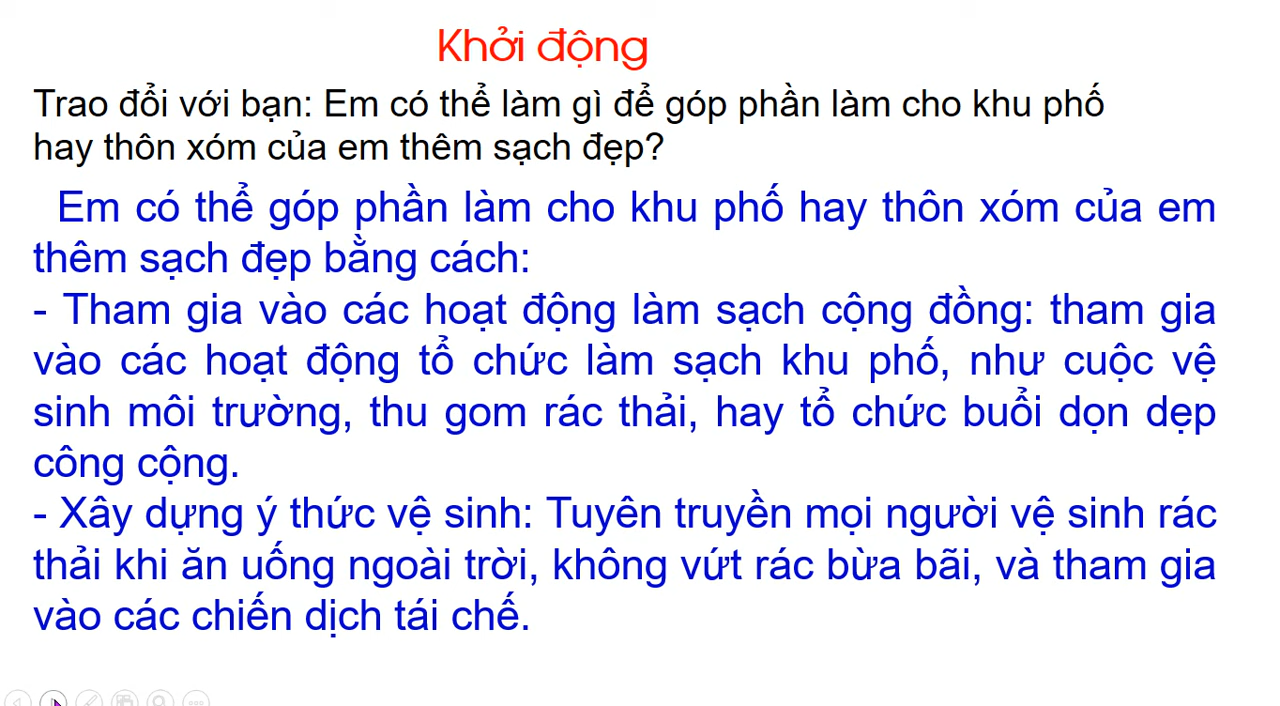 Khởi động
Trao đổi với bạn: Em có thể làm gì để góp phần làm cho khu phố
hay thôn xóm của em thêm sạch đẹp?
Em có thể góp phần làm cho khu phố hay thôn xóm của em
thêm sạch đẹp bằng cách:
- Tham gia vào các hoạt động làm sạch cộng đồng: tham gia
vào các hoạt động tổ chức làm sạch khu phố, như cuộc vệ
sinh môi trường, thu gom rác thải, hay tổ chức buổi dọn dẹp
công cộng.
- Xây dựng ý thức vệ sinh: Tuyên truyền mọi người vệ sinh rác
thải khi ăn uống ngoài trời, không vứt rác bừa bãi, và tham gia
vào các chiến dịch tái chế.